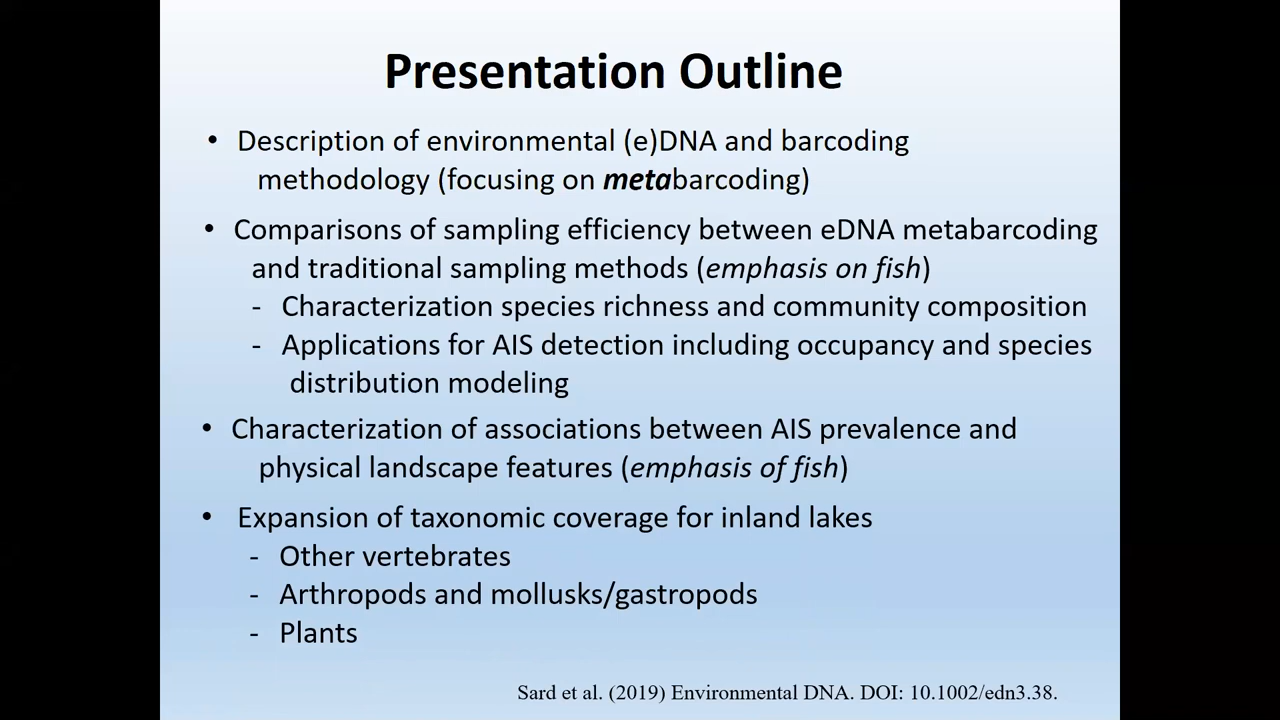 Presentation Outline
• Description of environmental (e)DNA and barcoding
methodology (focusing on metabarcoding)
• Comparisons of sampling efficiency between eDNA metabarcoding
and traditional sampling methods (emphasis on fish)
- Characterization species richness and community composition
- Applications for AIS detection including occupancy and species
distribution modeling
• Characterization of associations between AIS prevalence and
physical landscape features (emphasis of fish)
• Expansion of taxonomic coverage for inland lakes
- Other vertebrates
- Arthropods and mollusks/gastropods
- Plants
Sard et al. (2019) Environmental DNA. DOI: 10.1002/edn3.38.